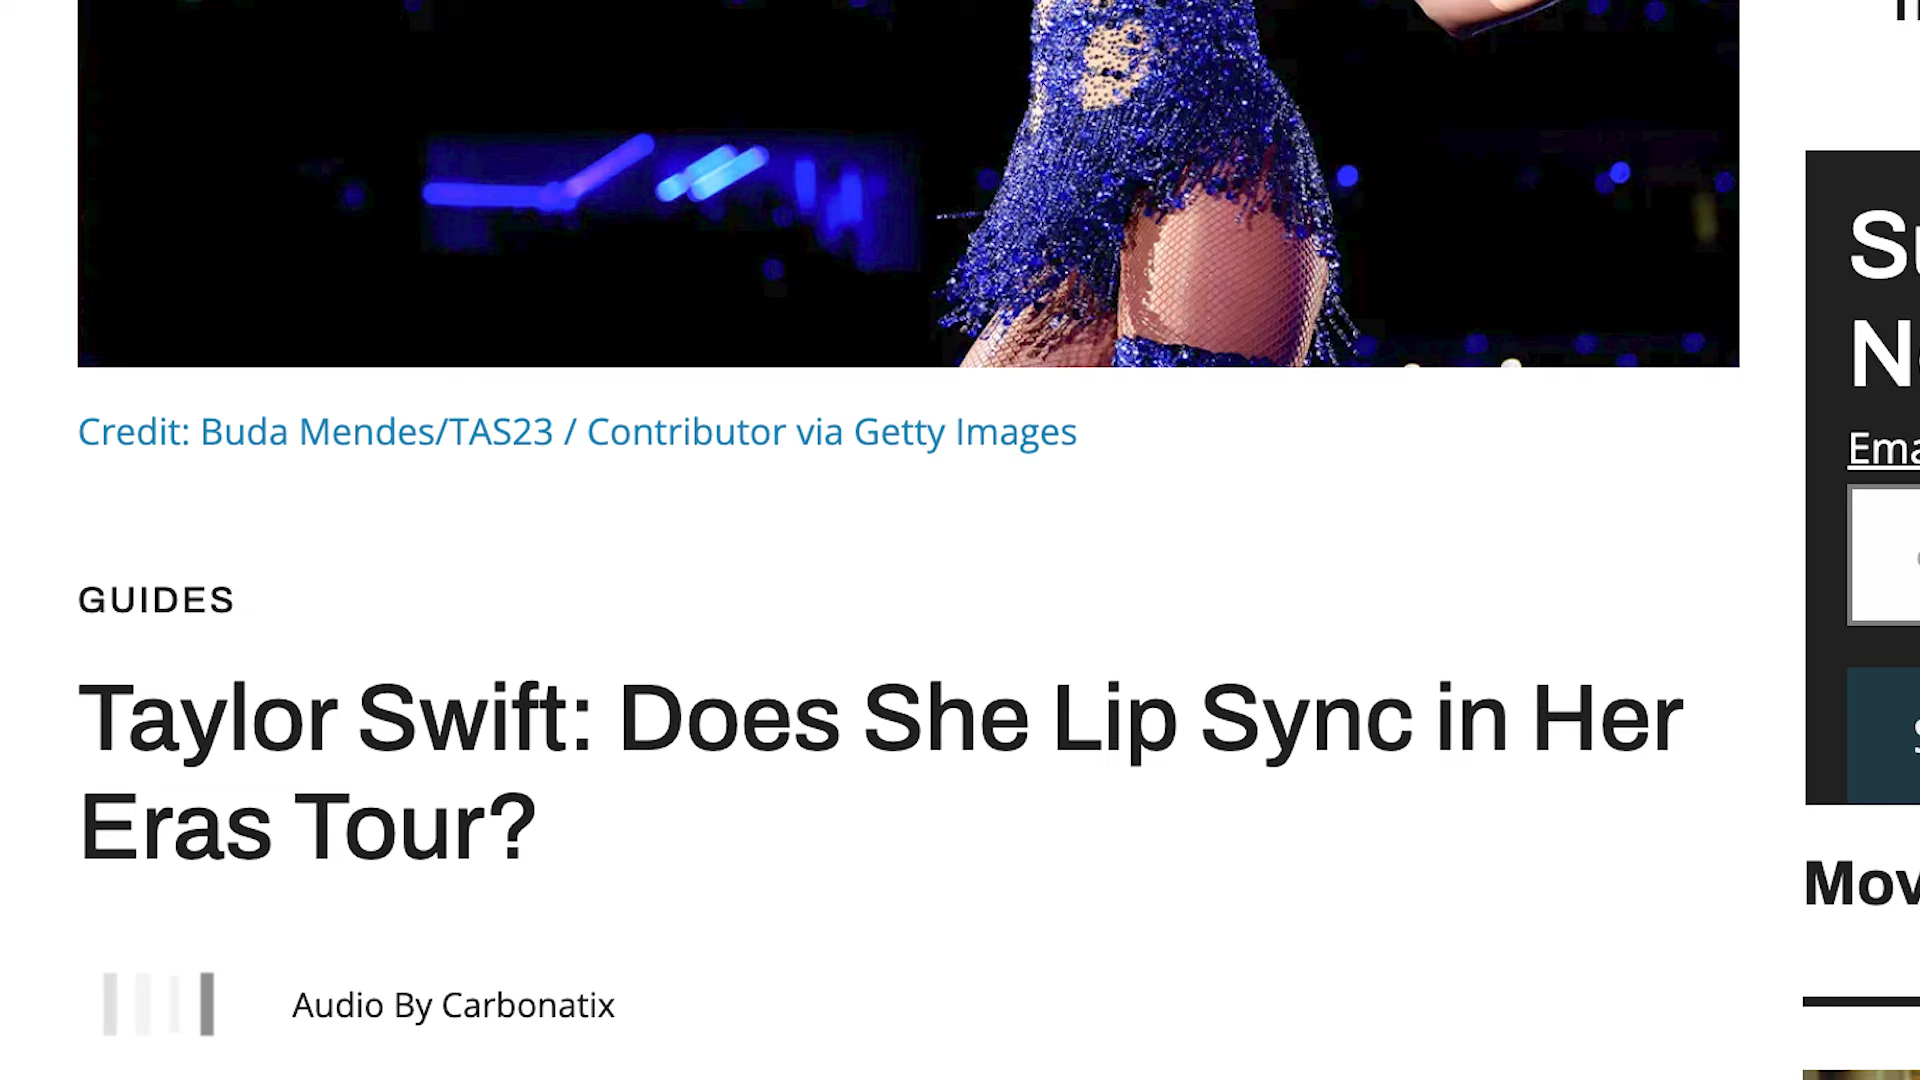 Credit: Buda Mendes/TAS23 / Contributor via Getty Images
GUIDES
Taylor Swift: Does She Lip Sync in Her
Eras Tour?
Audio By Carbonatix